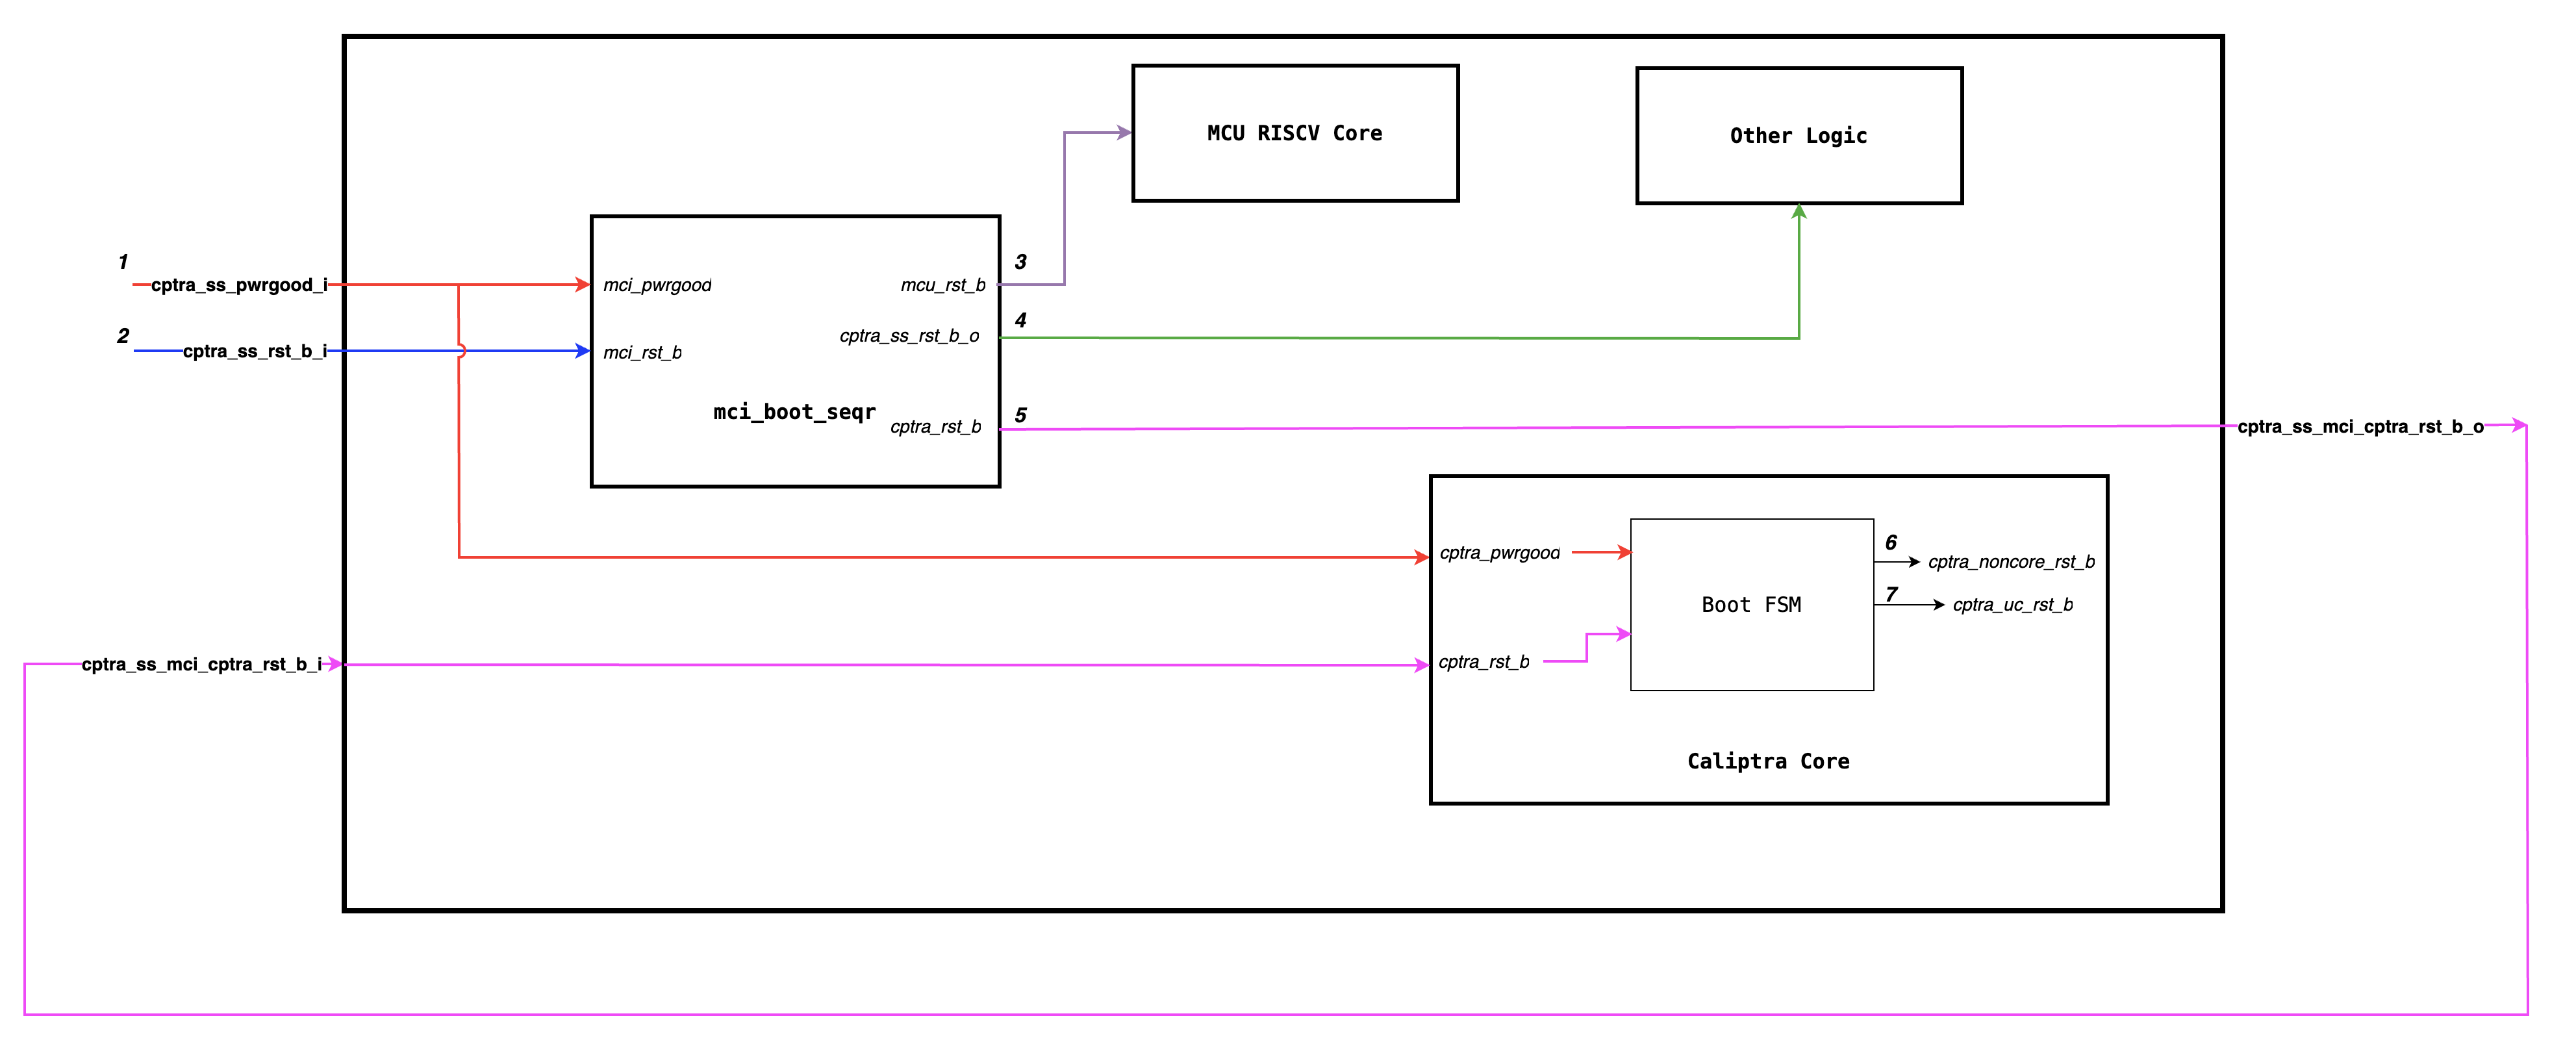 MCU RISCV Core
Other Logic
1
cptra_ss_pwrgood_i
2
cptra_ss_rst_b_i
mci_pwrgood
mci_rst_b
mcu_rst_b
3
cptra_ss_rst_b_o
4
mci_boot_seqr
cptra_rst_b
5
cptra_ss_mci_cptra_rst_b_o
cptra_pwrgood
Boot FSM
6
cptra_noncore_rst_b
7
cptra_uc_rst_b
cptra_ss_mci_cptra_rst_b_i
cptra_rst_b
Caliptra Core